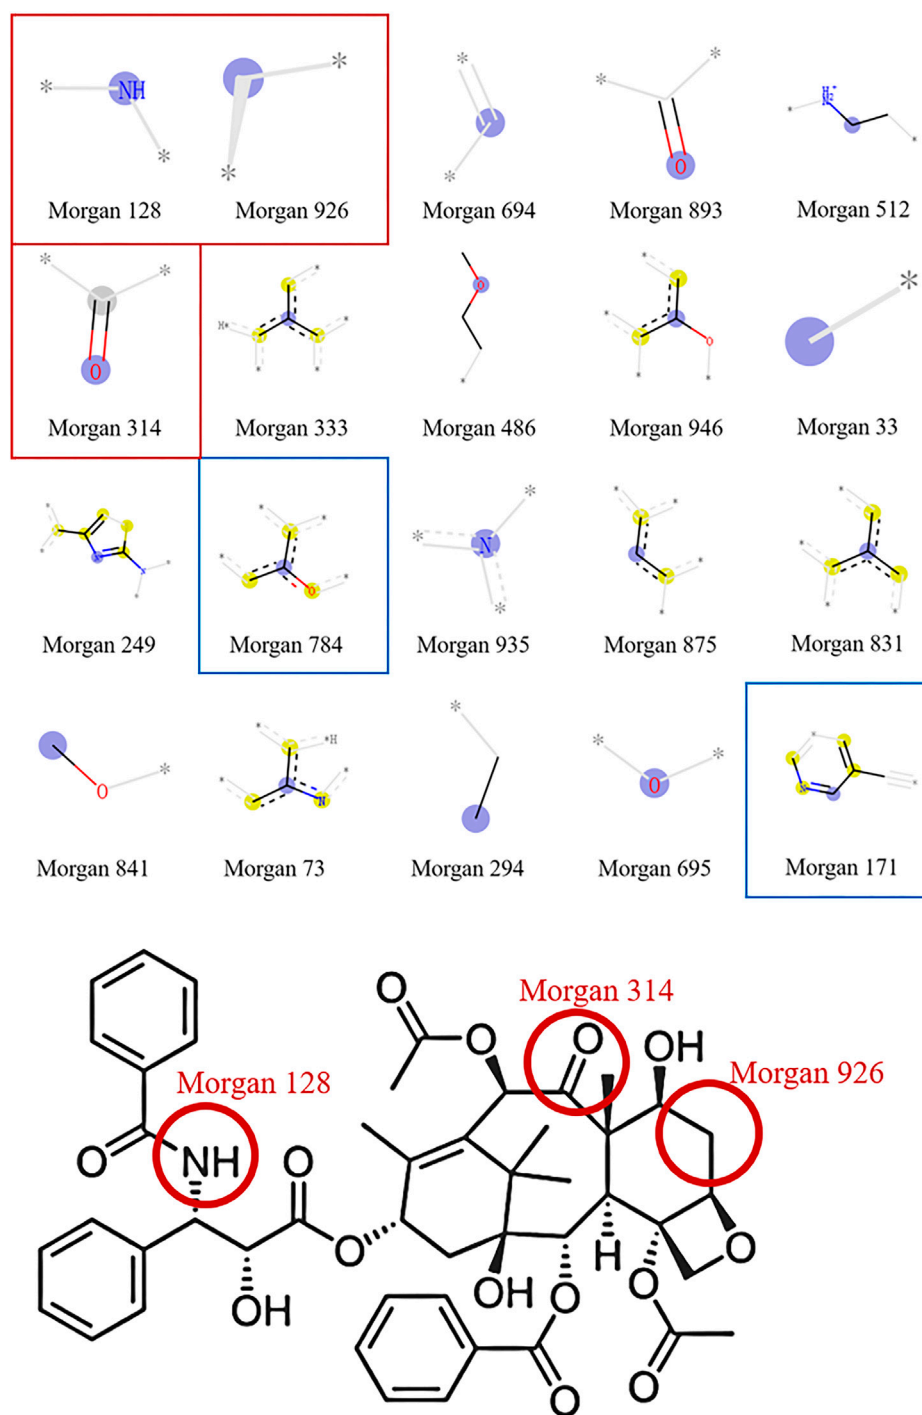 * NH * * * * * * O H₂⁺ N * *
Morgan 128 Morgan 926 Morgan 694 Morgan 893 Morgan 512
* * O * H* * * O * * * O * *
Morgan 314 Morgan 333 Morgan 486 Morgan 946 Morgan 33
* N N * * * O * * N * * * * * *
Morgan 249 Morgan 784 Morgan 935 Morgan 875 Morgan 831
O * * *H * N * * * O * N * *
Morgan 841 Morgan 73 Morgan 294 Morgan 695 Morgan 171
Morgan 314
O
O
O
OH
Morgan 926
Morgan 128
O
NH
O
O
OH
OH
H
O
O
O
O
O